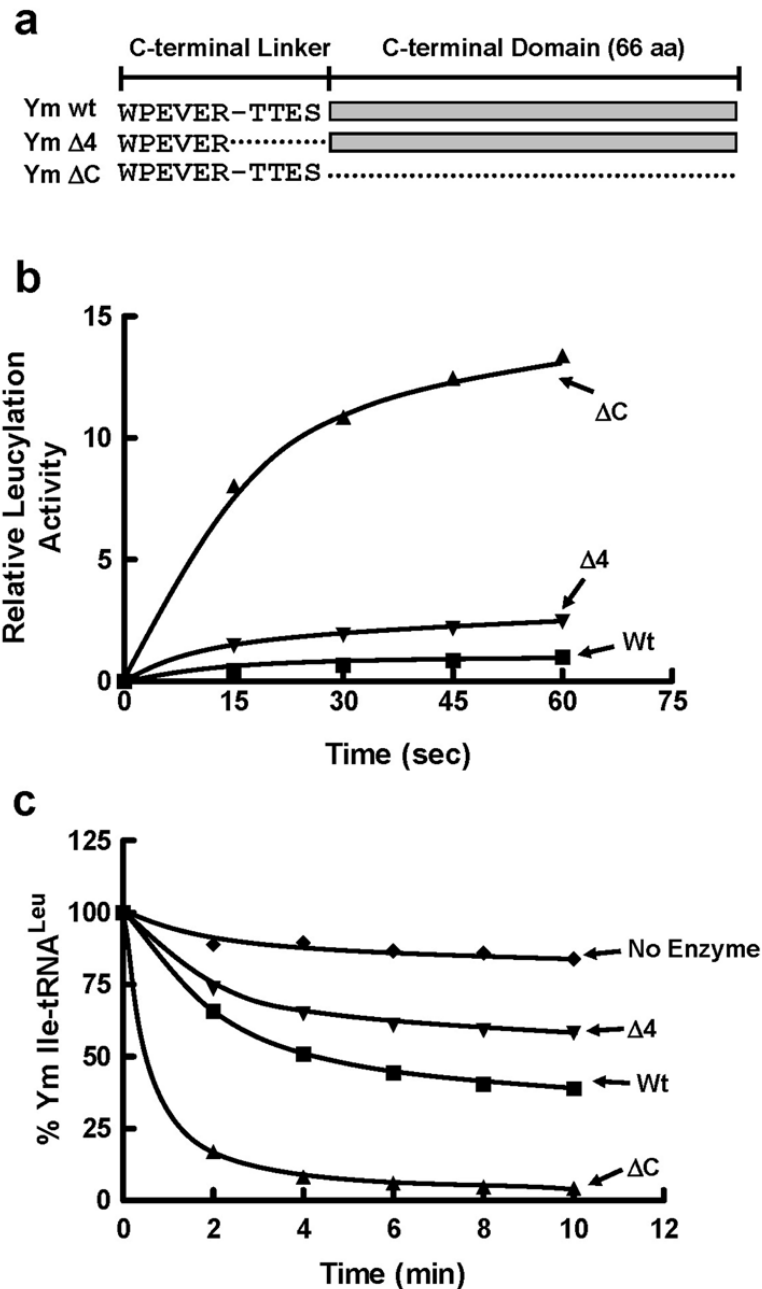 a
C-terminal Linker C-terminal Domain (66 aa)
Ym wt WPEVER-TTES
Ym Δ4 WPEVER
Ym ΔC WPEVER-TTES
b
Relative Leucylation
Activity
15
10
5
0
ΔC
Δ4
Wt
0 15 30 45 60 75
Time (sec)
c
% Ym Ile-tRNA^Leu
125
100
75
50
25
0
No Enzyme
Δ4
Wt
ΔC
0 2 4 6 8 10 12
Time (min)